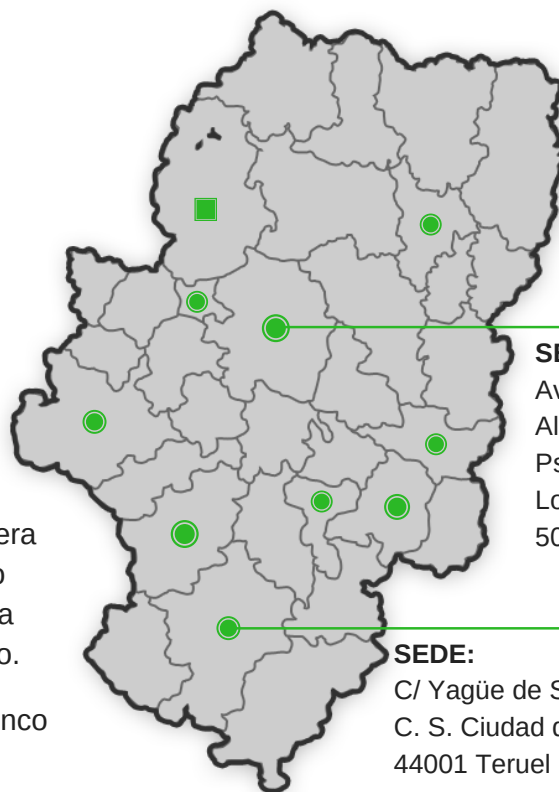 era
o
a
o.
nco
SE
Av
Al
Ps
Lo
50
SEDE:
C/ Yagüe de S
C. S. Ciudad d
44001 Teruel